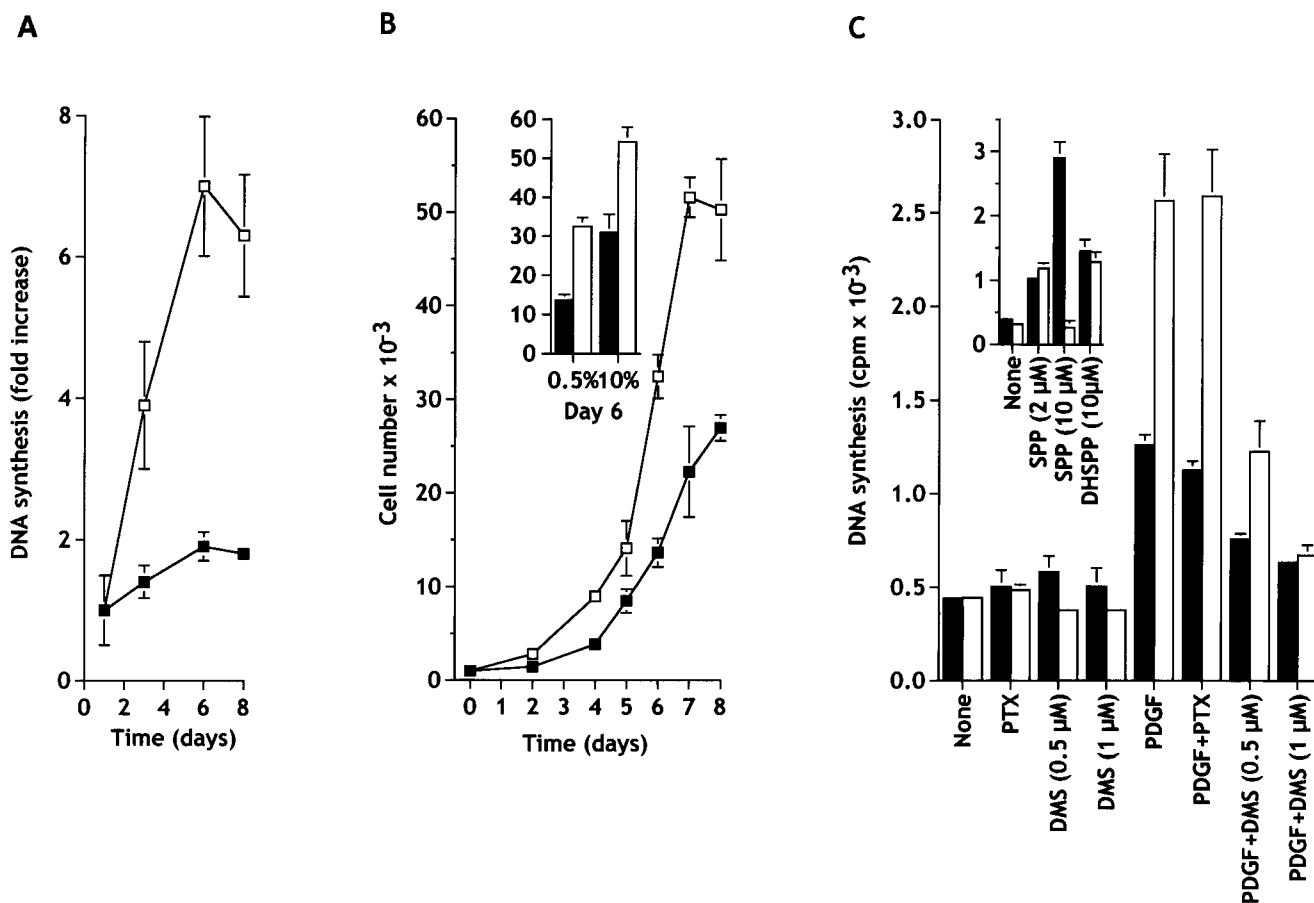 A
B
C
DNA synthesis (fold increase)
8
6
4
2
0
0 2 4 6 8
Time (days)
Cell number x 10-3
60
50
40
30
20
10
0
0 1 2 3 4 5 6 7 8
Time (days)
60
50
40
30
20
10
0
0.5% 10%
Day 6
DNA synthesis (cpm x 10-3)
3.0
2.5
2.0
1.5
1.0
0.5
0.0
None
PTX
DMS (0.5 µM)
DMS (1 µM)
PDGF
PDGF+PTX
PDGF+DMS (0.5 µM)
PDGF+DMS (1 µM)
3
2
1
0
None
SPP (2 µM)
SPP (10 µM)
DHSPP (10µM)